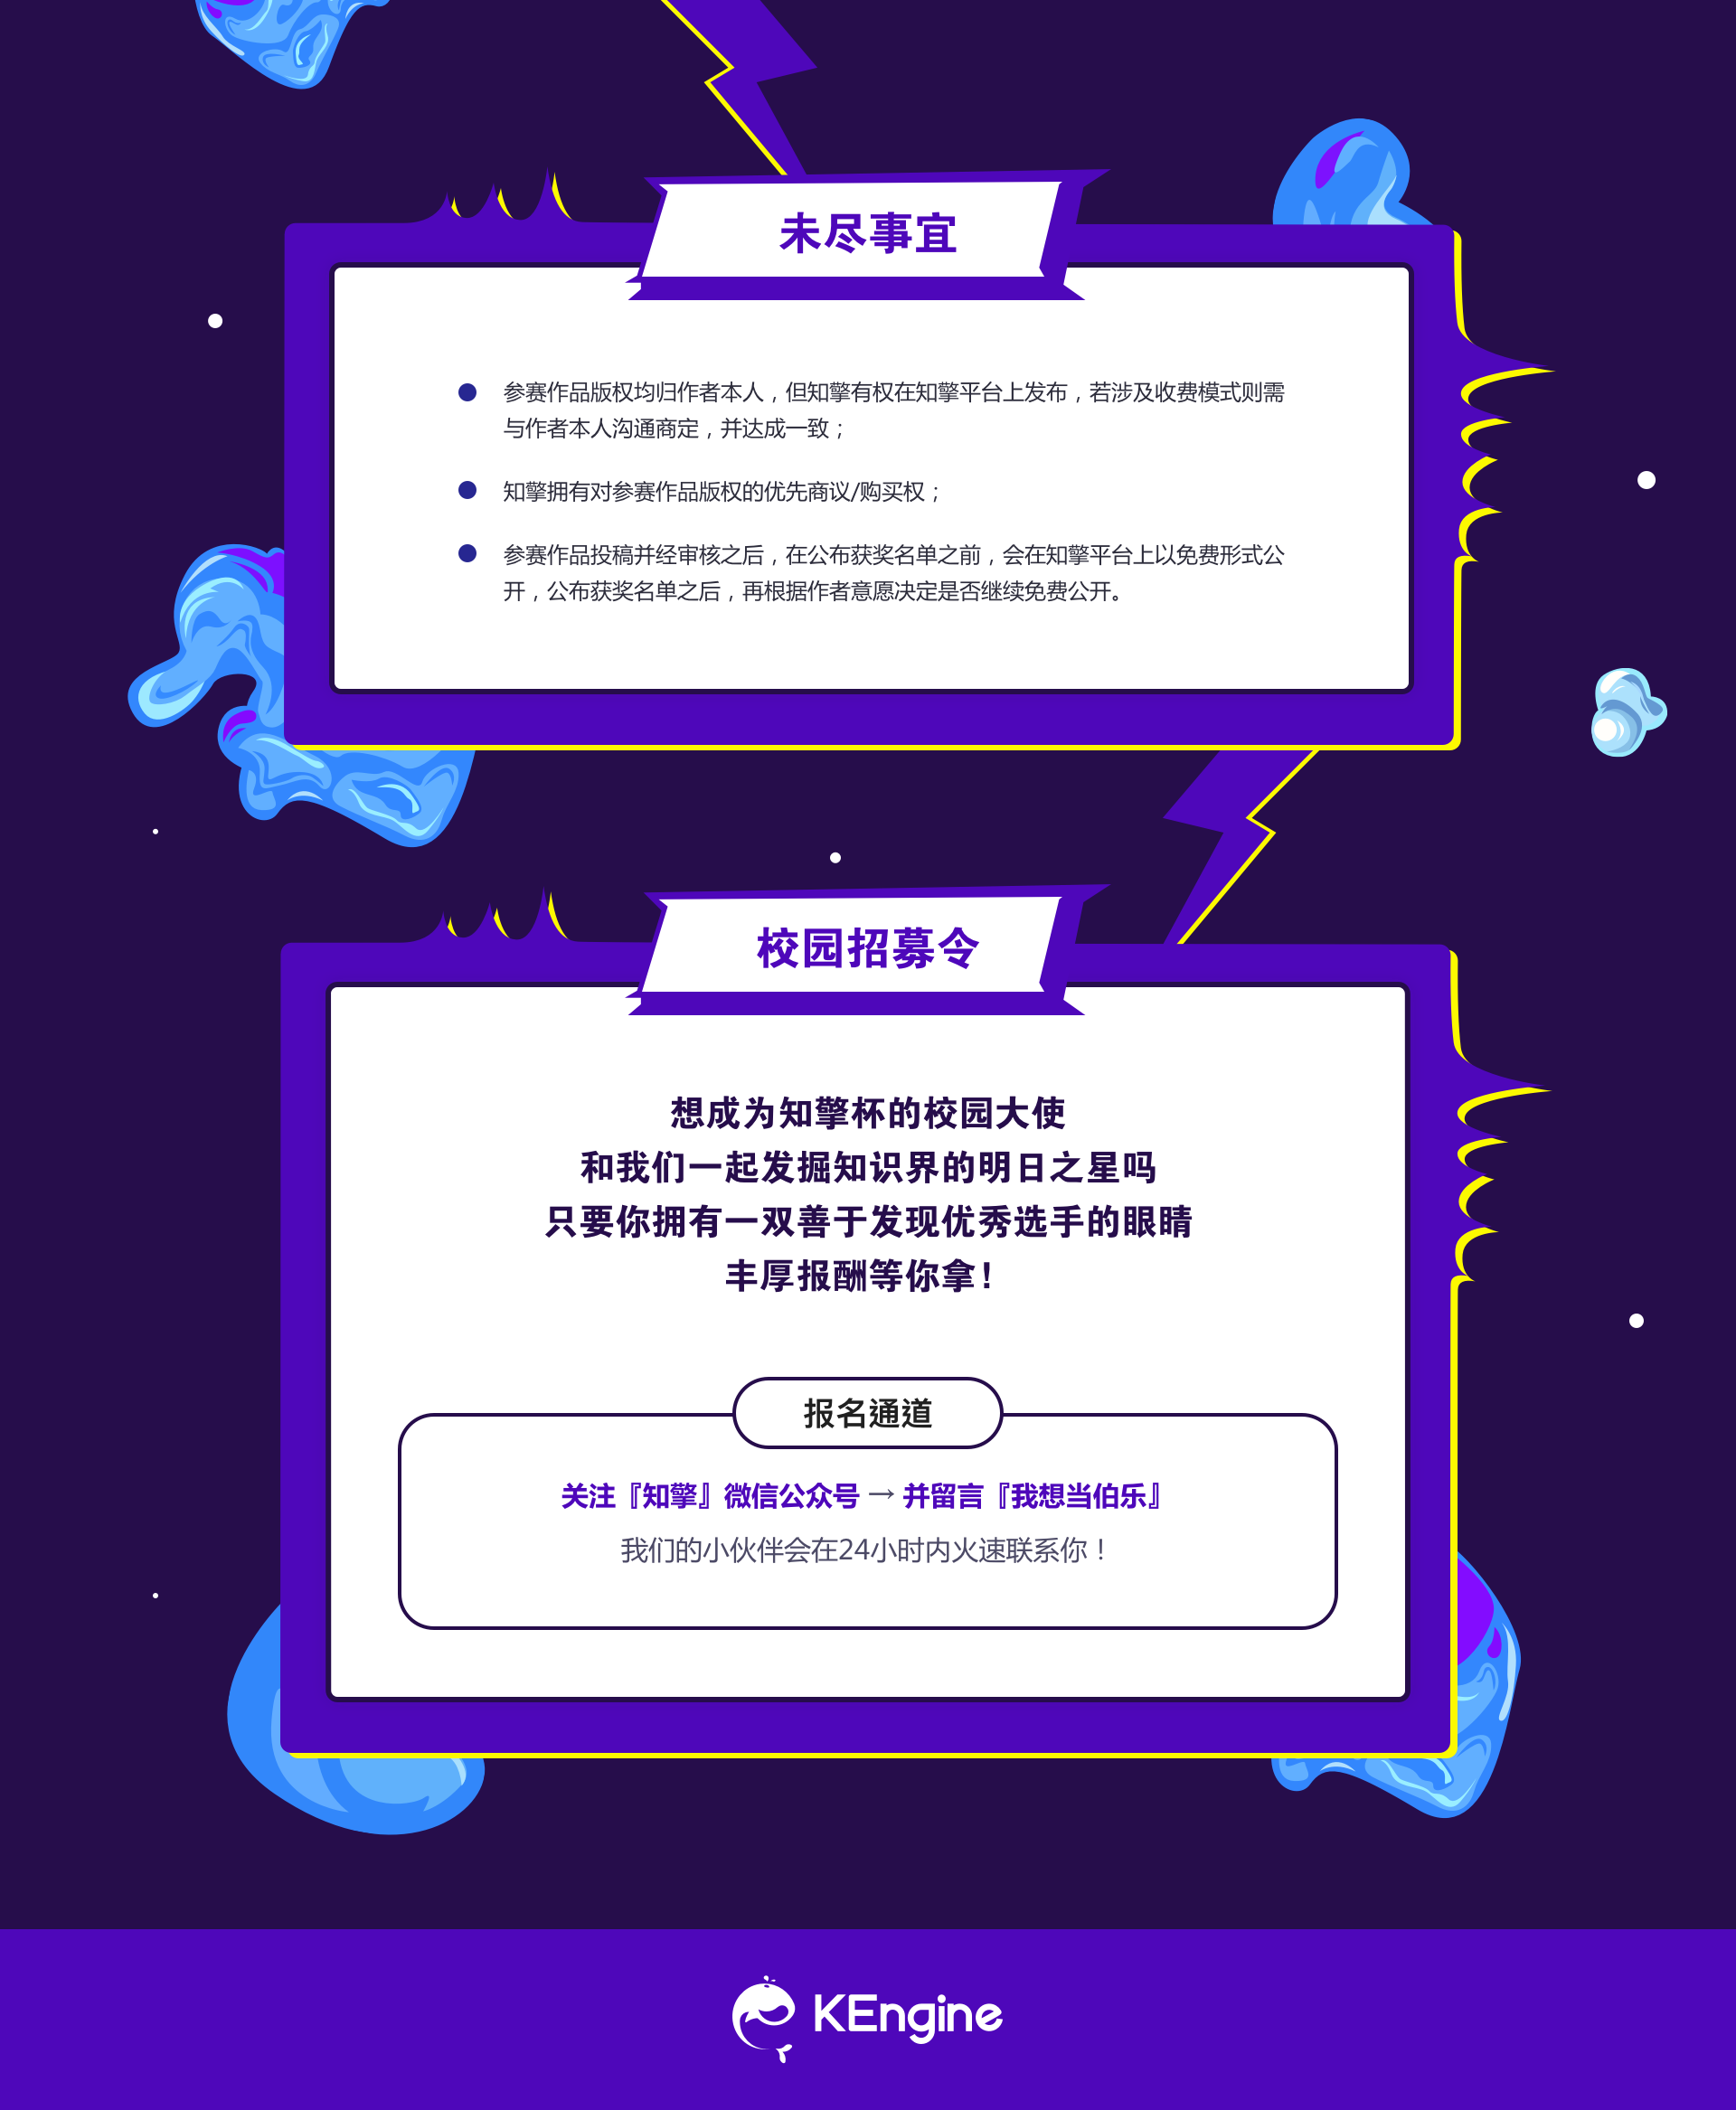 未尽事宜
参赛作品版权均归作者本人，但知擎有权在知擎平台上发布，若涉及收费模式则需
与作者本人沟通商定，并达成一致；
知擎拥有对参赛作品版权的优先商议/购买权；
参赛作品投稿并经审核之后，在公布获奖名单之前，会在知擎平台上以免费形式公
开，公布获奖名单之后，再根据作者意愿决定是否继续免费公开。
校园招募令
想成为知擎杯的校园大使
和我们一起发掘知识界的明日之星吗
只要你拥有一双善于发现优秀选手的眼睛
丰厚报酬等你拿！
报名通道
关注『知擎』微信公众号→并留言『我想当伯乐』
我们的小伙伴会在24小时内火速联系你！
KEngine